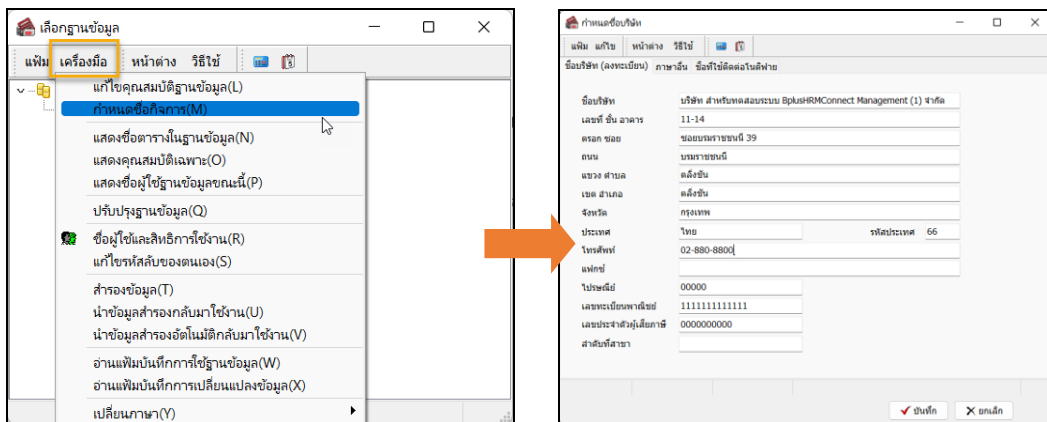 เลือกฐานข้อมูล
แฟ้ม เครื่องมือ หน้าต่าง วิธีใช้
แก้ไขคุณสมบัติฐานข้อมูล(L)
กำหนดชื่อกิจการ(M)
แสดงชื่อตารางในฐานข้อมูล(N)
แสดงคุณสมบัติเฉพาะ(O)
แสดงชื่อผู้ใช้ฐานข้อมูลขณะนี้(P)
ปรับปรุงฐานข้อมูล(Q)
ชื่อผู้ใช้และสิทธิการใช้งาน(R)
แก้ไขรหัสลับของตนเอง(S)
สำรองข้อมูล(T)
นำข้อมูลสำรองกลับมาใช้งาน(U)
นำข้อมูลสำรองอัตโนมัติกลับมาใช้งาน(V)
อ่านแฟ้มบันทึกการใช้ฐานข้อมูล(W)
อ่านแฟ้มบันทึกการเปลี่ยนแปลงข้อมูล(X)
เปลี่ยนภาษา(Y)
กำหนดชื่อบริษัท
แฟ้ม แก้ไข หน้าต่าง วิธีใช้
ชื่อบริษัท (ลงทะเบียน) ภาษาอื่น ชื่อที่ใช้ติดต่อโนติฟาย
ชื่อบริษัท บริษัท สำหรับทดสอบระบบ BplusHRMConnect Management (1) จำกัด
เลขที่ ชั้น อาคาร 11-14
ตรอก ซอย ซอยบรมราชชนนี 39
ถนน บรมราชชนนี
แขวง ตำบล ตลิ่งชัน
เขต อำเภอ ตลิ่งชัน
จังหวัด กรุงเทพ
ประเทศ ไทย รหัสประเทศ 66
โทรศัพท์ 02-880-8800
แฟกซ์
ไปรษณีย์ 00000
เลขทะเบียนพาณิชย์ 1111111111111
เลขประจำตัวผู้เสียภาษี 0000000000
ลำดับที่สาขา
บันทึก ยกเลิก